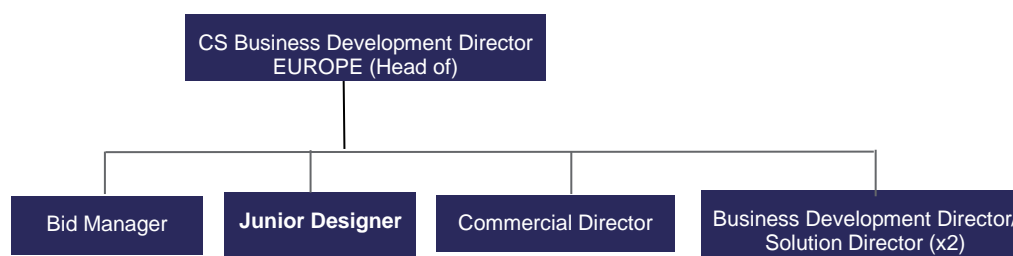 CS Business Development Director
EUROPE (Head of)
Bid Manager
Junior Designer
Commercial Director
Business Development Director/
Solution Director (x2)